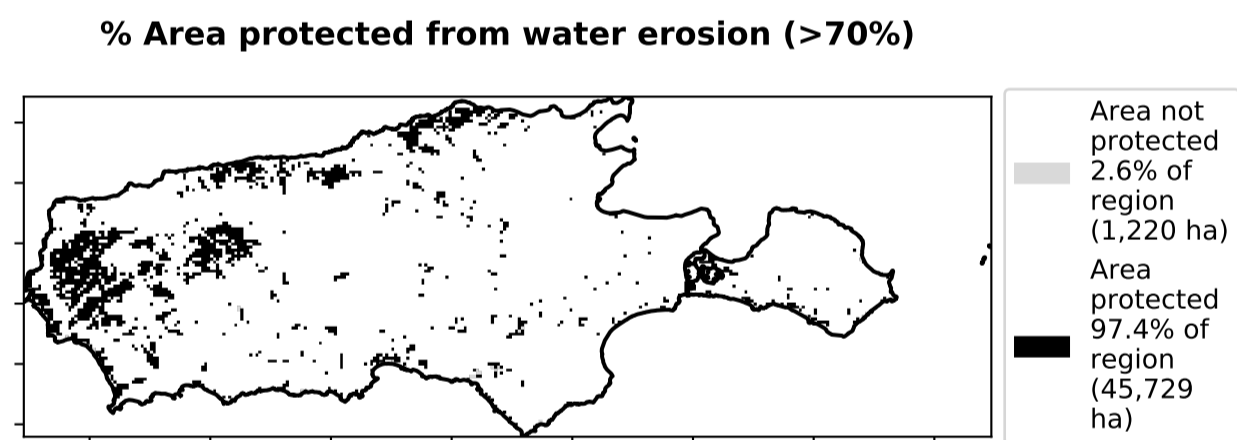 % Area protected from water erosion (>70%)
Area not
protected
2.6% of
region
(1,220 ha)
Area
protected
97.4% of
region
(45,729
ha)